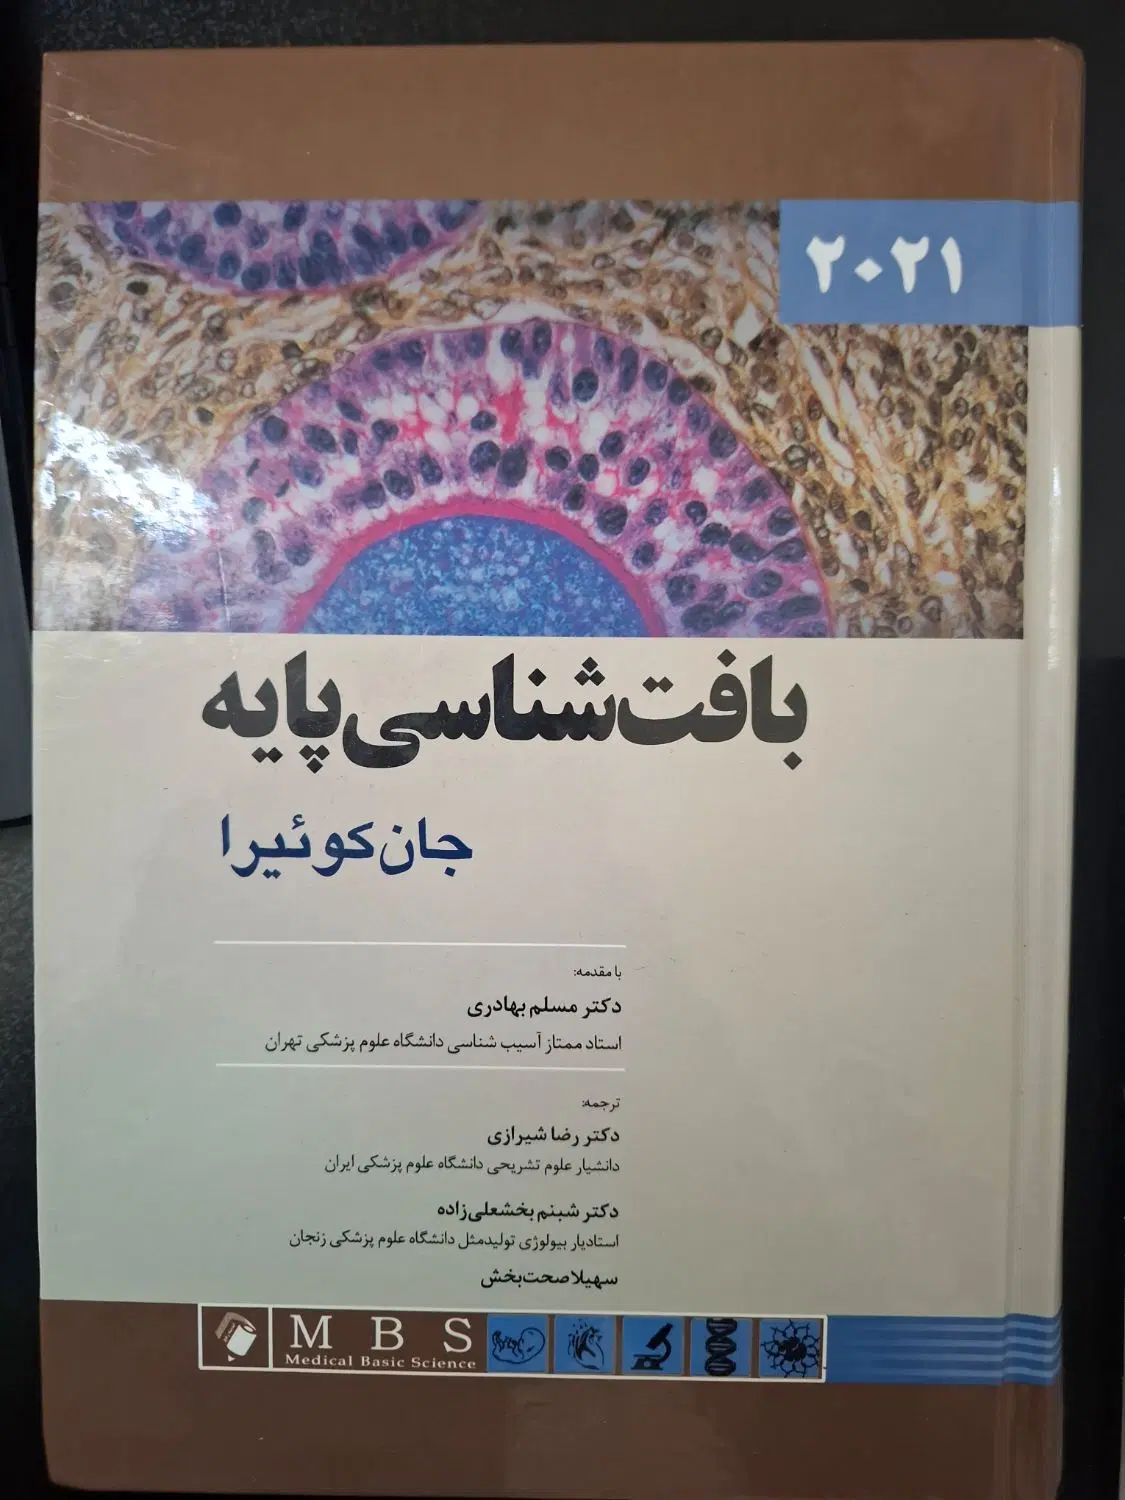 ۲۰۲۱
بافت‌شناسی پایه
جان‌کوئیرا
با مقدمه:
دکتر مسلم بهادری
استاد ممتاز آسیب شناسی دانشگاه علوم پزشکی تهران
ترجمه:
دکتر رضا شیرازی
دانشیار علوم تشریحی دانشگاه علوم پزشکی ایران
دکتر شبنم بخشعلی‌زاده
استادیار بیولوژی تولیدمثل دانشگاه علوم پزشکی زنجان
سهیلا صحت‌بخش
M B S
Medical Basic Science